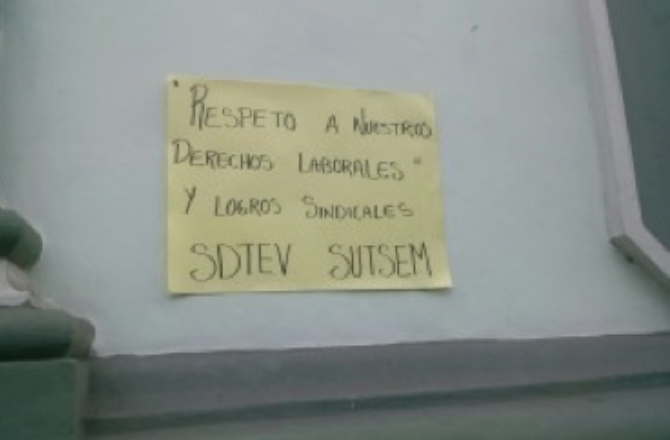 "RESPETO A NUESTROS
DERECHOS LABORALES"
Y LOGROS SINDICALES
SDTEV SUTSEM